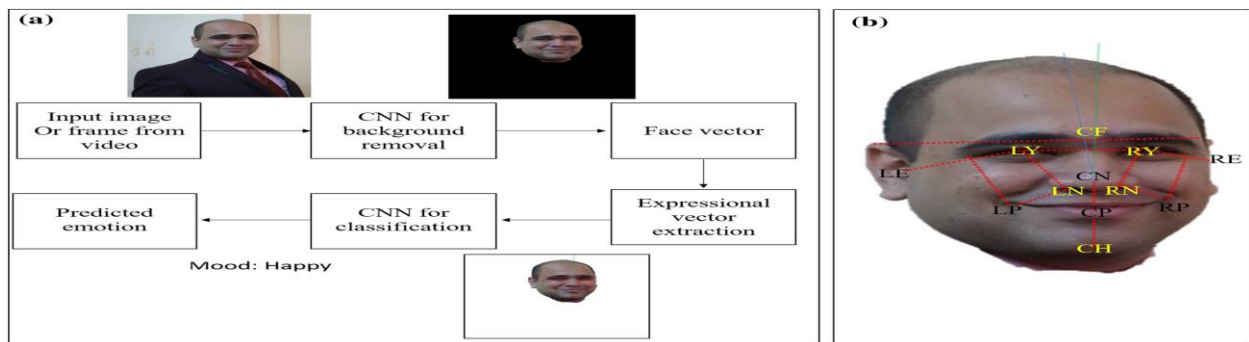 (a)
Input image
Or frame from
video
CNN for
background
removal
Face vector
Predicted
emotion
CNN for
classification
Expressional
vector
extraction
Mood: Happy
(b)
CF
LY
RY
LE
RE
CN
LN
RN
LP
CP
RP
CH